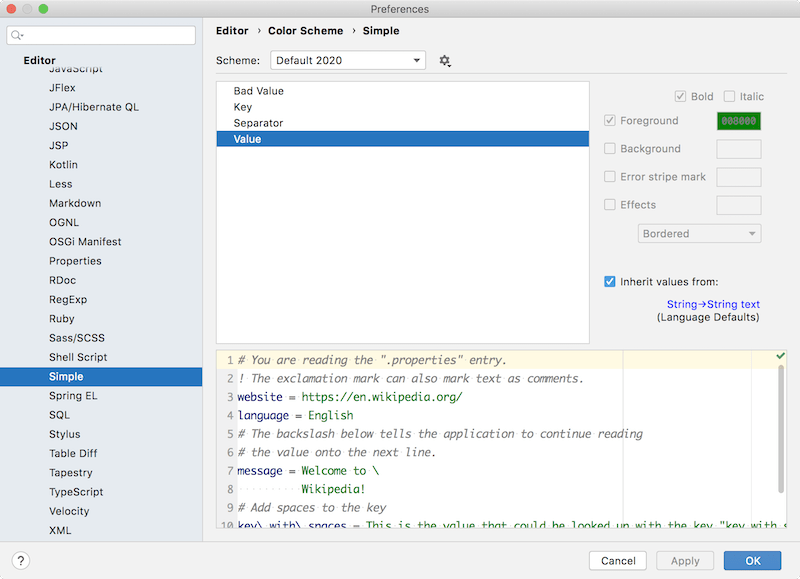 Preferences
Editor
JavaScript
JFlex
JPA/Hibernate QL
JSON
JSP
Kotlin
Less
Markdown
OGNL
OSGi Manifest
Properties
RDoc
RegExp
Ruby
Sass/SCSS
Shell Script
Simple
Spring EL
SQL
Stylus
Table Diff
Tapestry
TypeScript
Velocity
XML
Editor › Color Scheme › Simple
Scheme: Default 2020
Bad Value
Key
Separator
Value
Bold Italic
Foreground 008000
Background
Error stripe mark
Effects
Bordered
Inherit values from:
String→String text
(Language Defaults)
1 # You are reading the ".properties" entry.
2 ! The exclamation mark can also mark text as comments.
3 website = https://en.wikipedia.org/
4 language = English
5 # The backslash below tells the application to continue reading
6 # the value onto the next line.
7 message = Welcome to \
8 Wikipedia!
9 # Add spaces to the key
10 key\ with\ spaces = This is the value that could be looked up with the key "key with s
? Cancel Apply OK